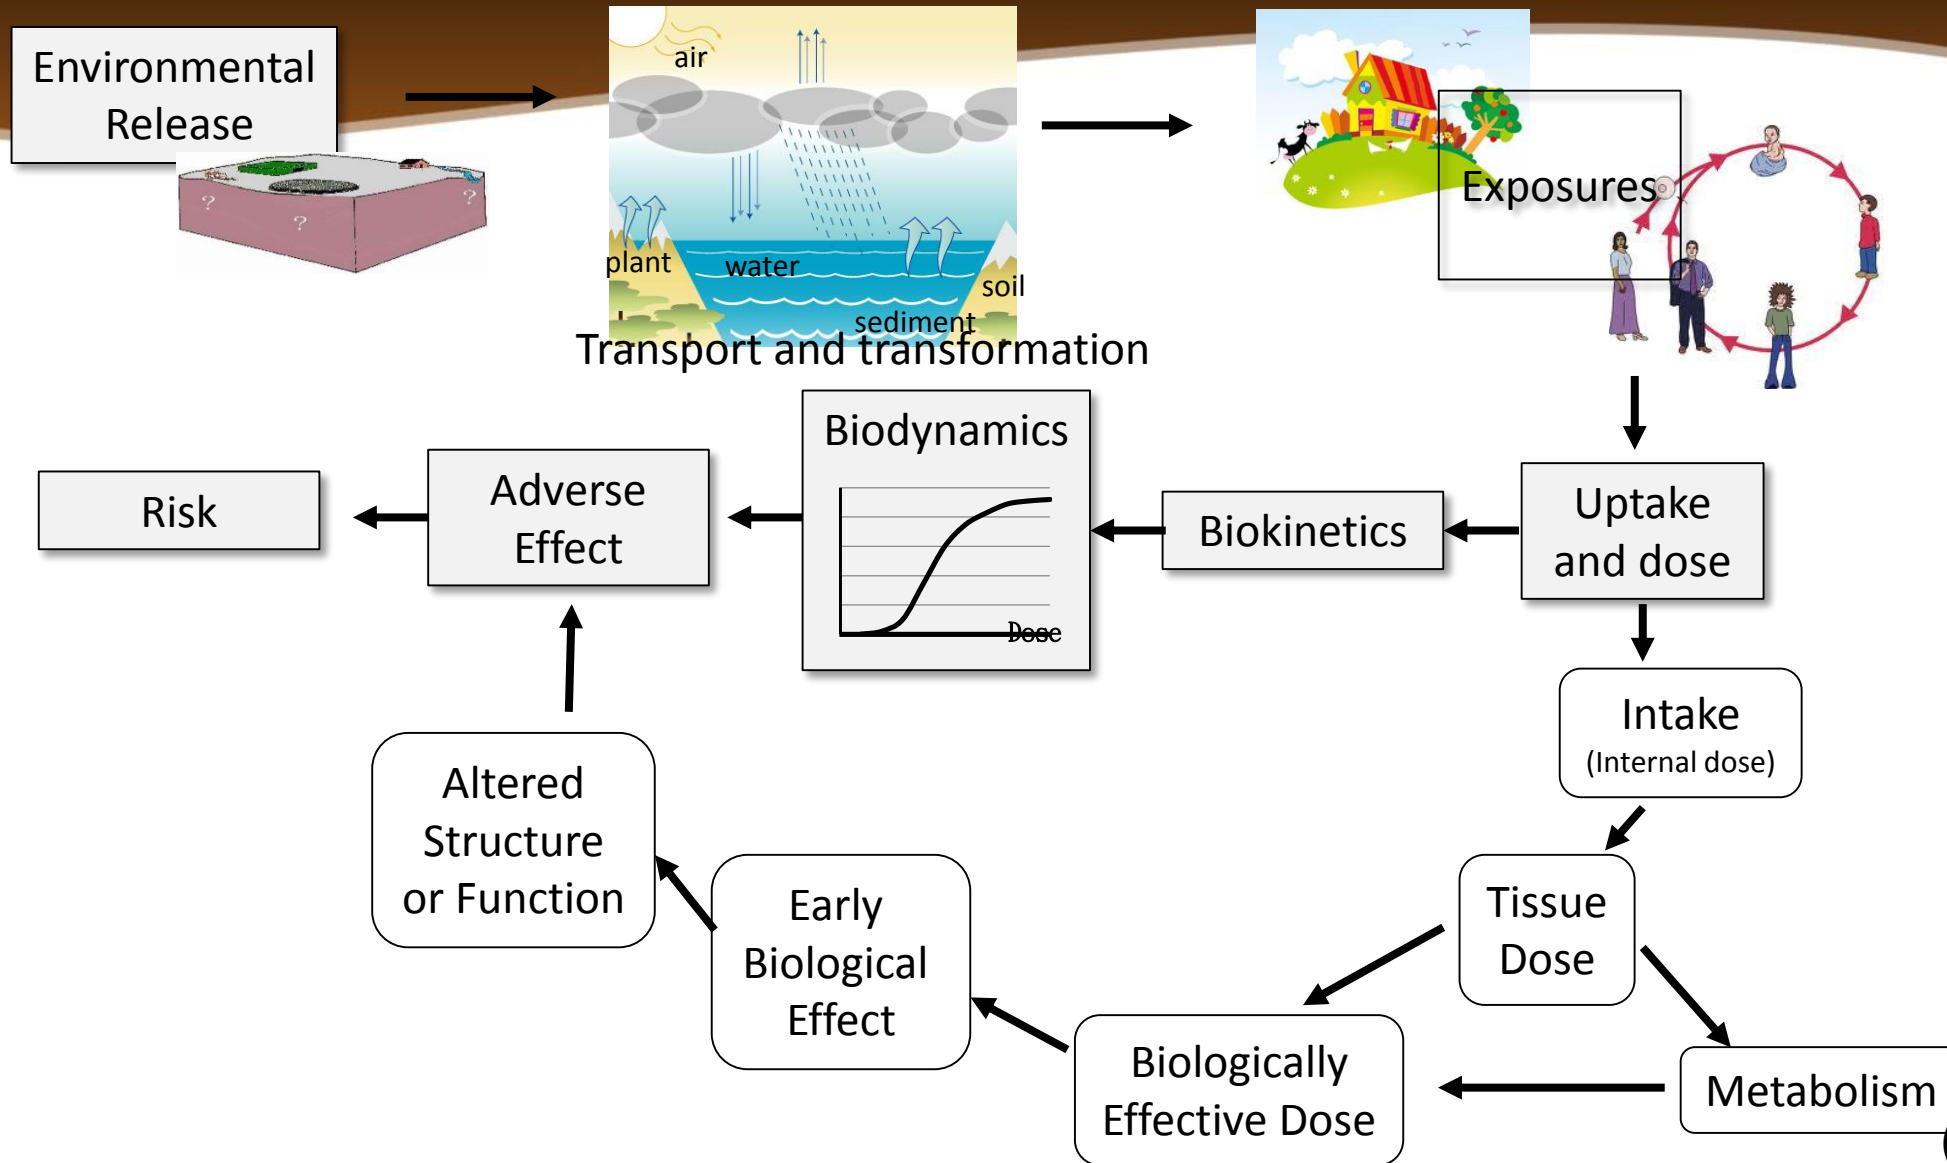 Environmental
Release
?
?
?
air
plant
water
soil
sediment
Transport and transformation
Exposures
Uptake
and dose
Biokinetics
Biodynamics
Dose
Adverse
Effect
Risk
Intake
(Internal dose)
Tissue
Dose
Metabolism
Biologically
Effective Dose
Early
Biological
Effect
Altered
Structure
or Function